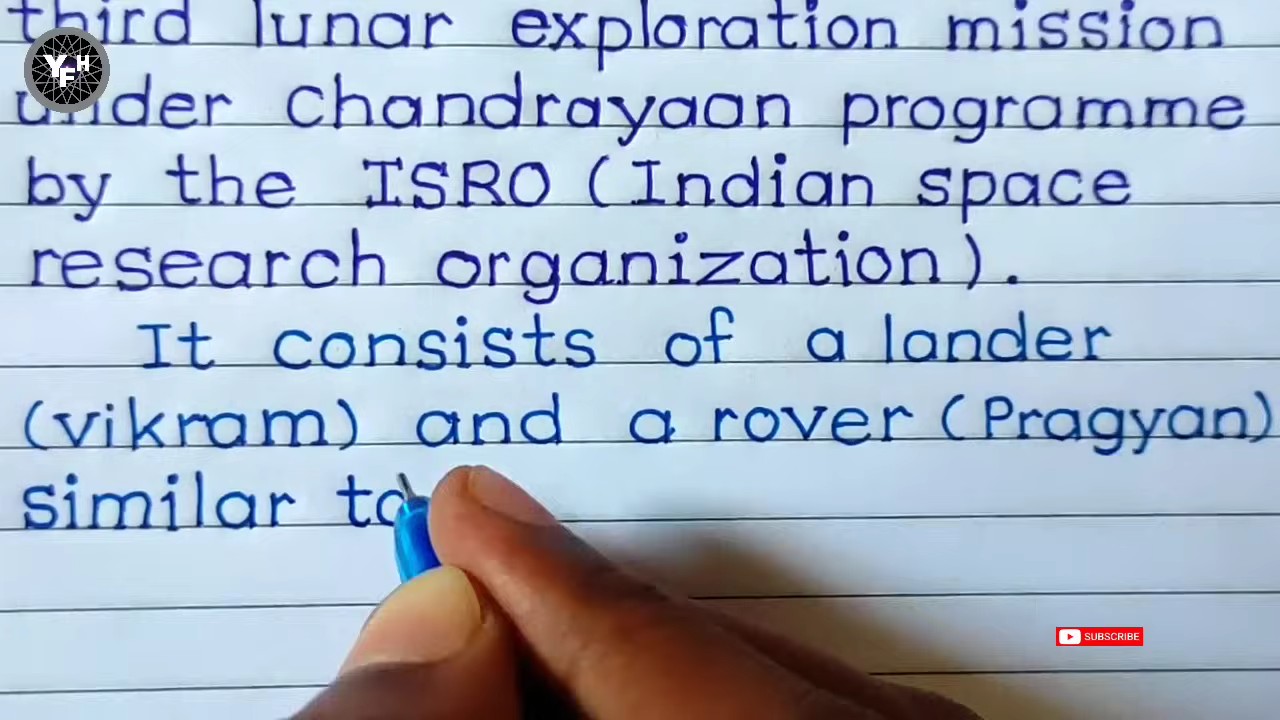 third lunar exploration mission
under Chandrayaan programme
by the ISRO (Indian space
research organization).
It consists of a lander
(vikram) and a rover (Pragyan)
similar to
YFH
SUBSCRIBE